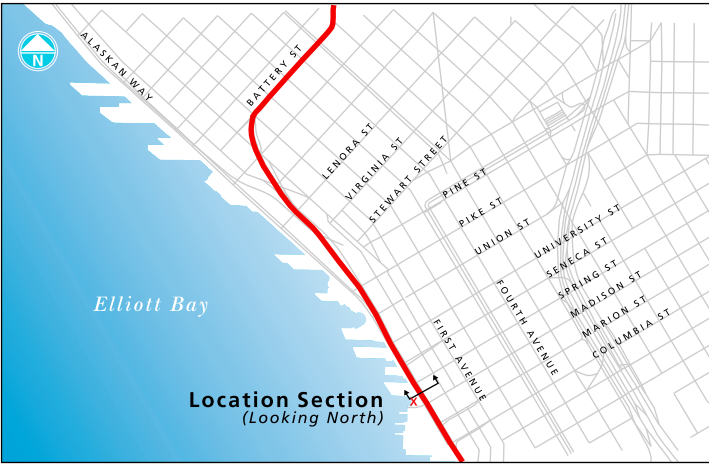 N
ALASKAN WAY
BATTERY ST
LENORA ST
VIRGINIA ST
STEWART STREET
PINE ST
PIKE ST
UNION ST
UNIVERSITY ST
SENECA ST
SPRING ST
MADISON ST
MARION ST
COLUMBIA ST
Elliott Bay
FOURTH AVENUE
FIRST AVENUE
Location Section
(Looking North)
X